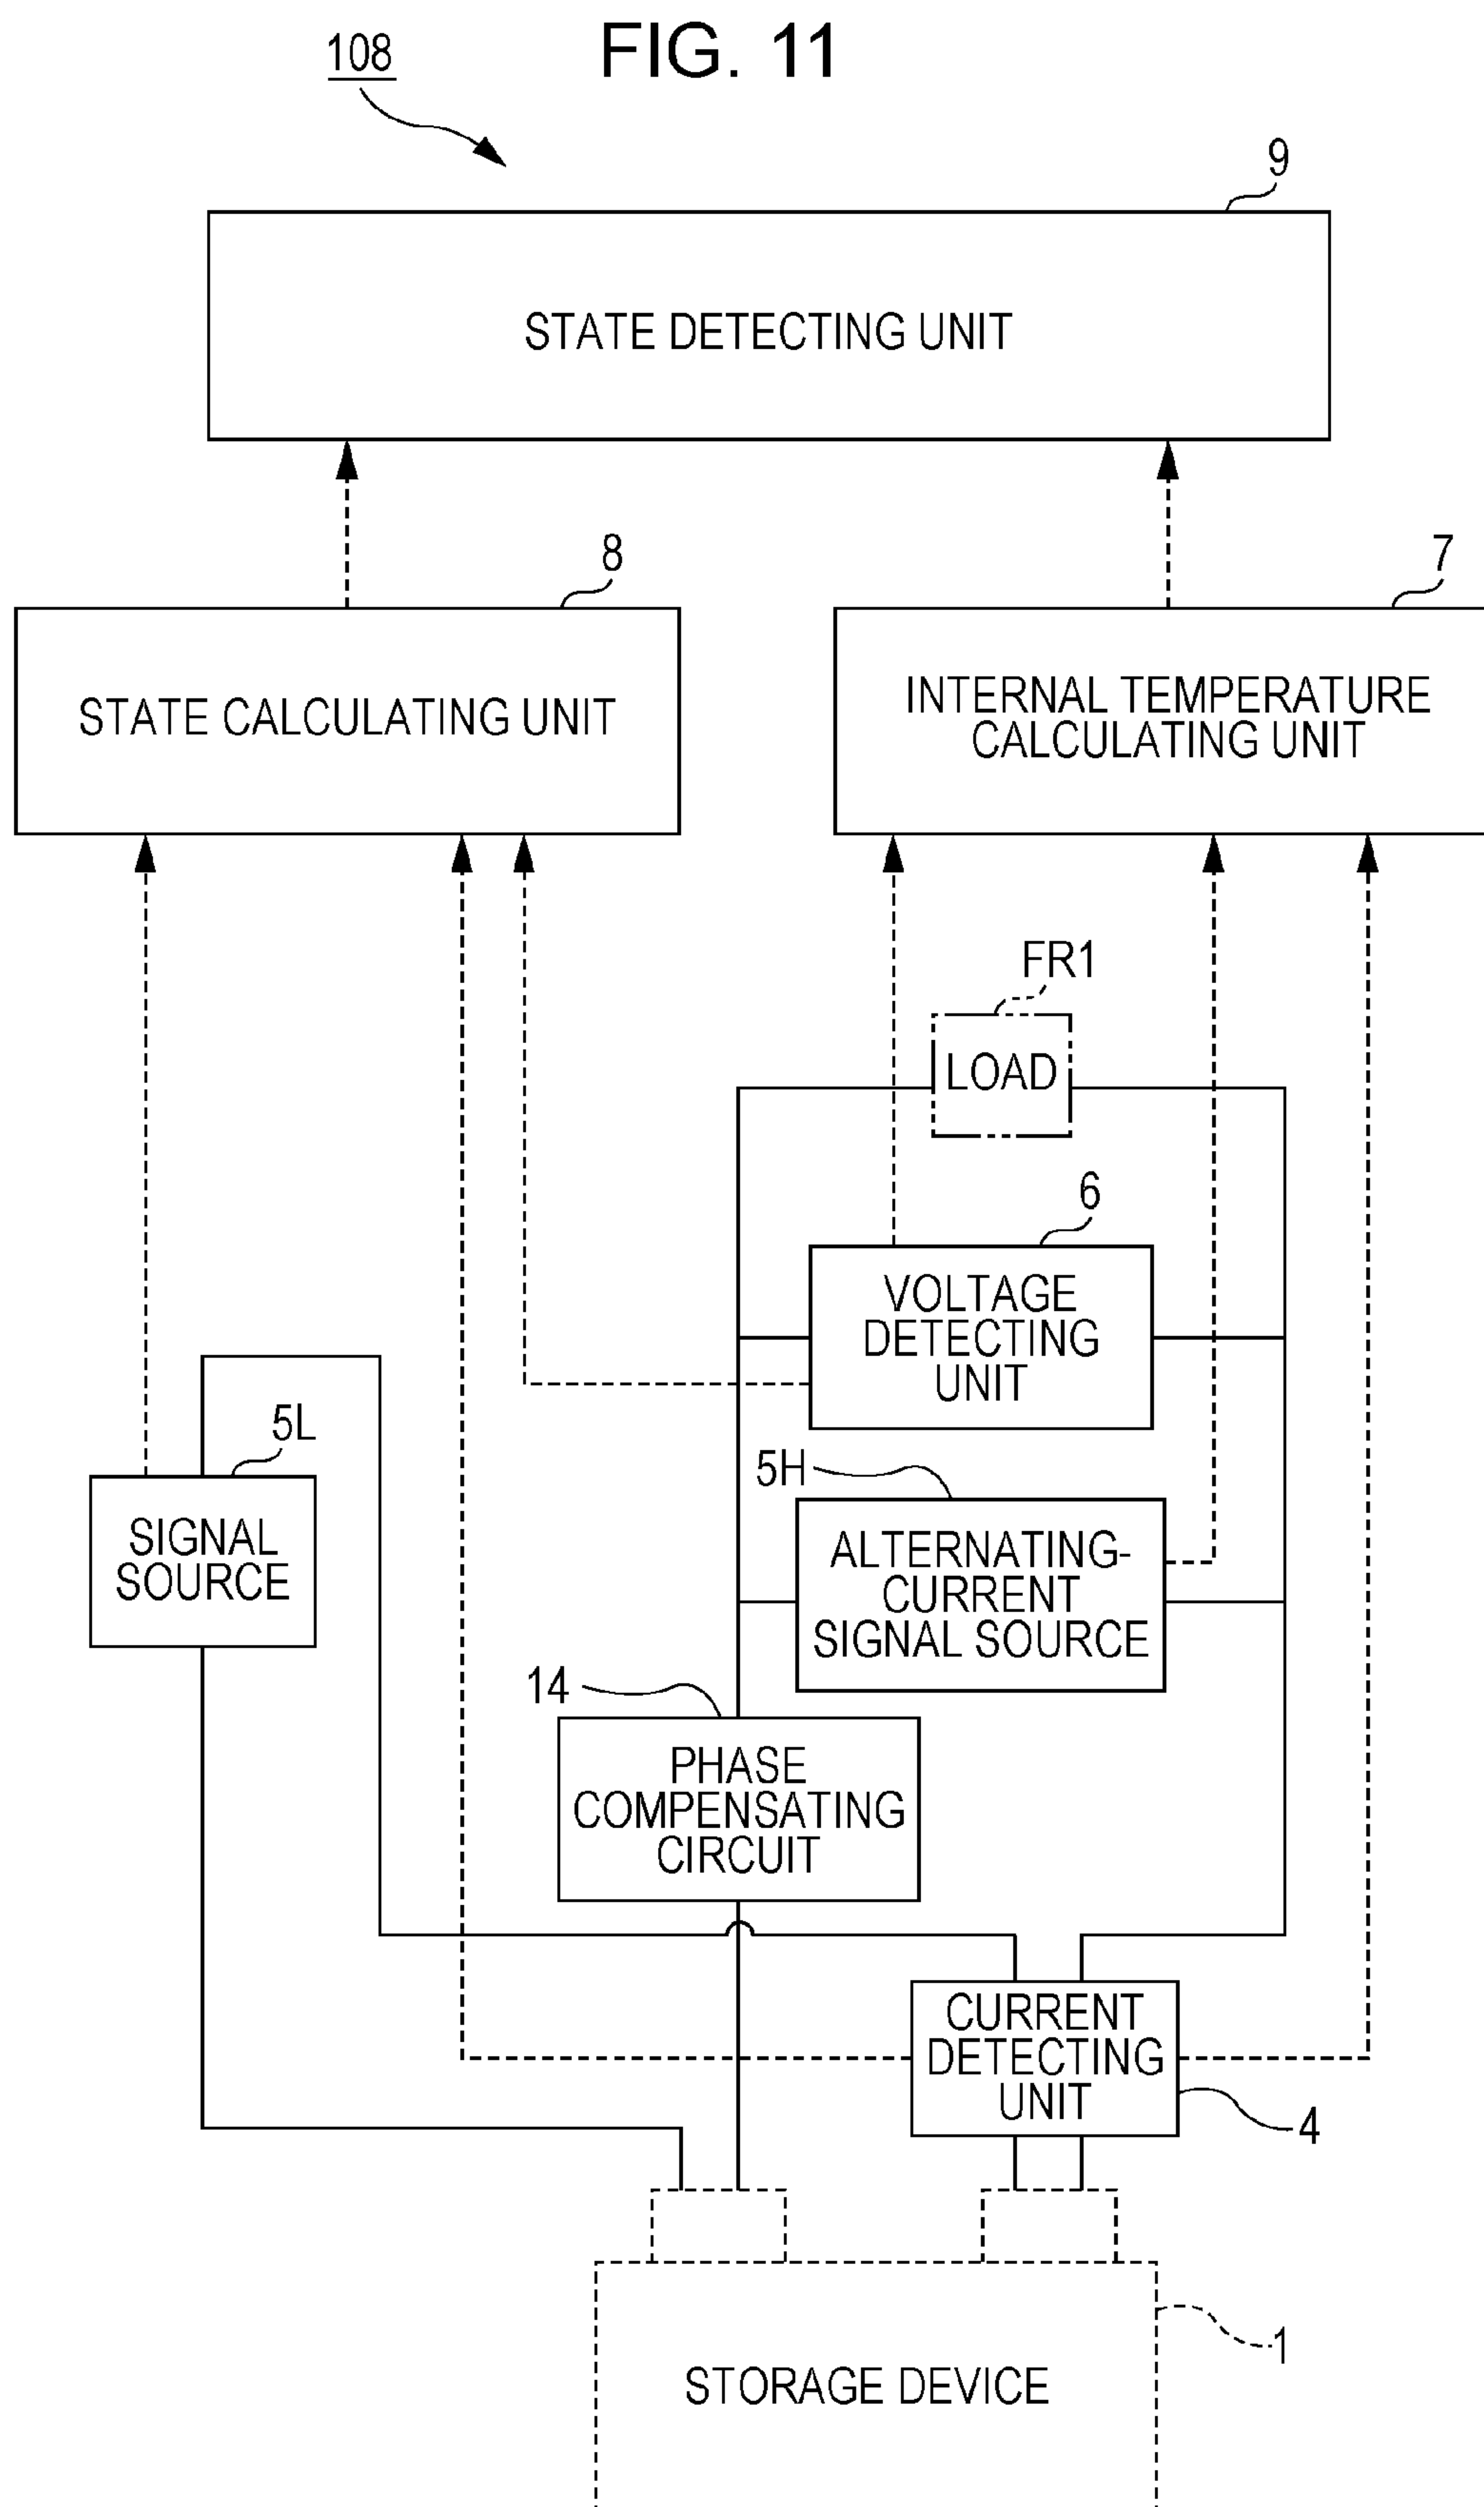 FIG. 11
108
9
STATE DETECTING UNIT
8
7
STATE CALCULATING UNIT
INTERNAL TEMPERATURE
CALCULATING UNIT
FR1
LOAD
6
VOLTAGE
DETECTING
UNIT
5L
SIGNAL
SOURCE
5H
ALTERNATING-
CURRENT
SIGNAL SOURCE
14
PHASE
COMPENSATING
CIRCUIT
CURRENT
DETECTING
UNIT
4
1
STORAGE DEVICE